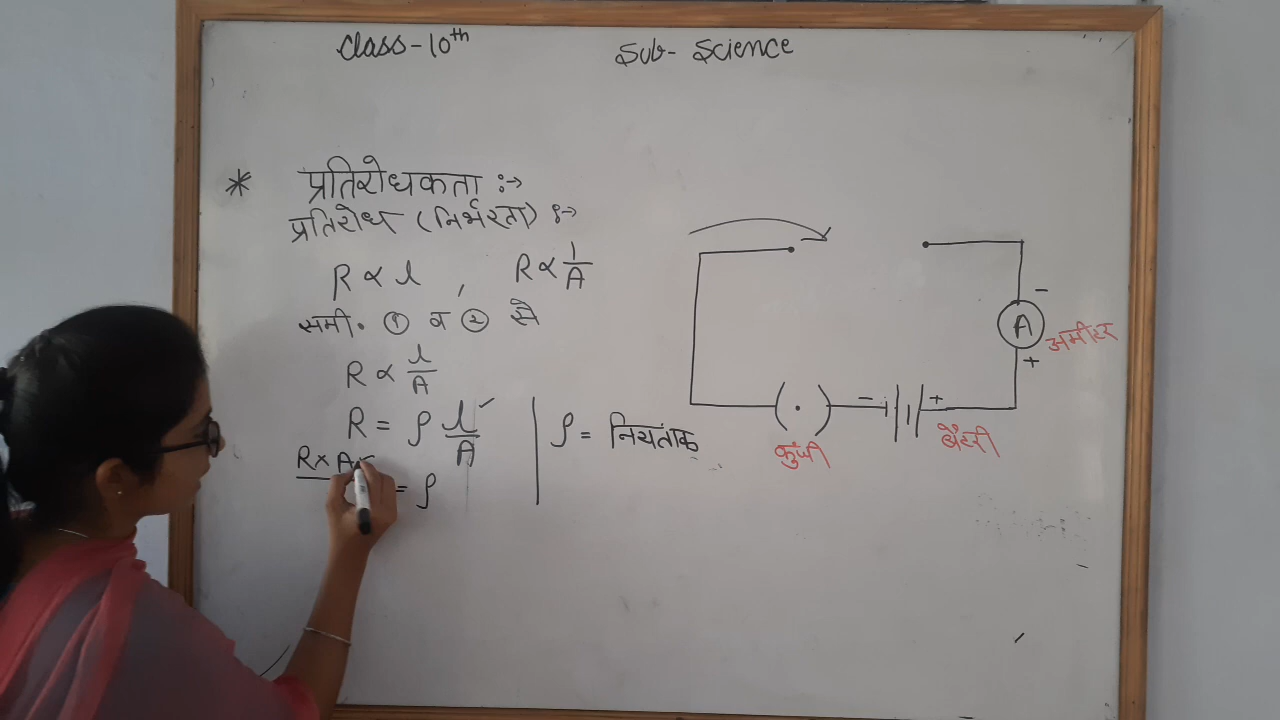 Class-10th Sub- Science
* प्रतिरोधकता :->
प्रतिरोध (निर्भरता) :->
R ∝ l , R ∝ 1/A
समी. ① व ② से
R ∝ l/A
R = ρ l/A | ρ = नियतांक
R×A
= ρ
-
A
अमीटर
+
( . ) - +
कुंजी बैटरी